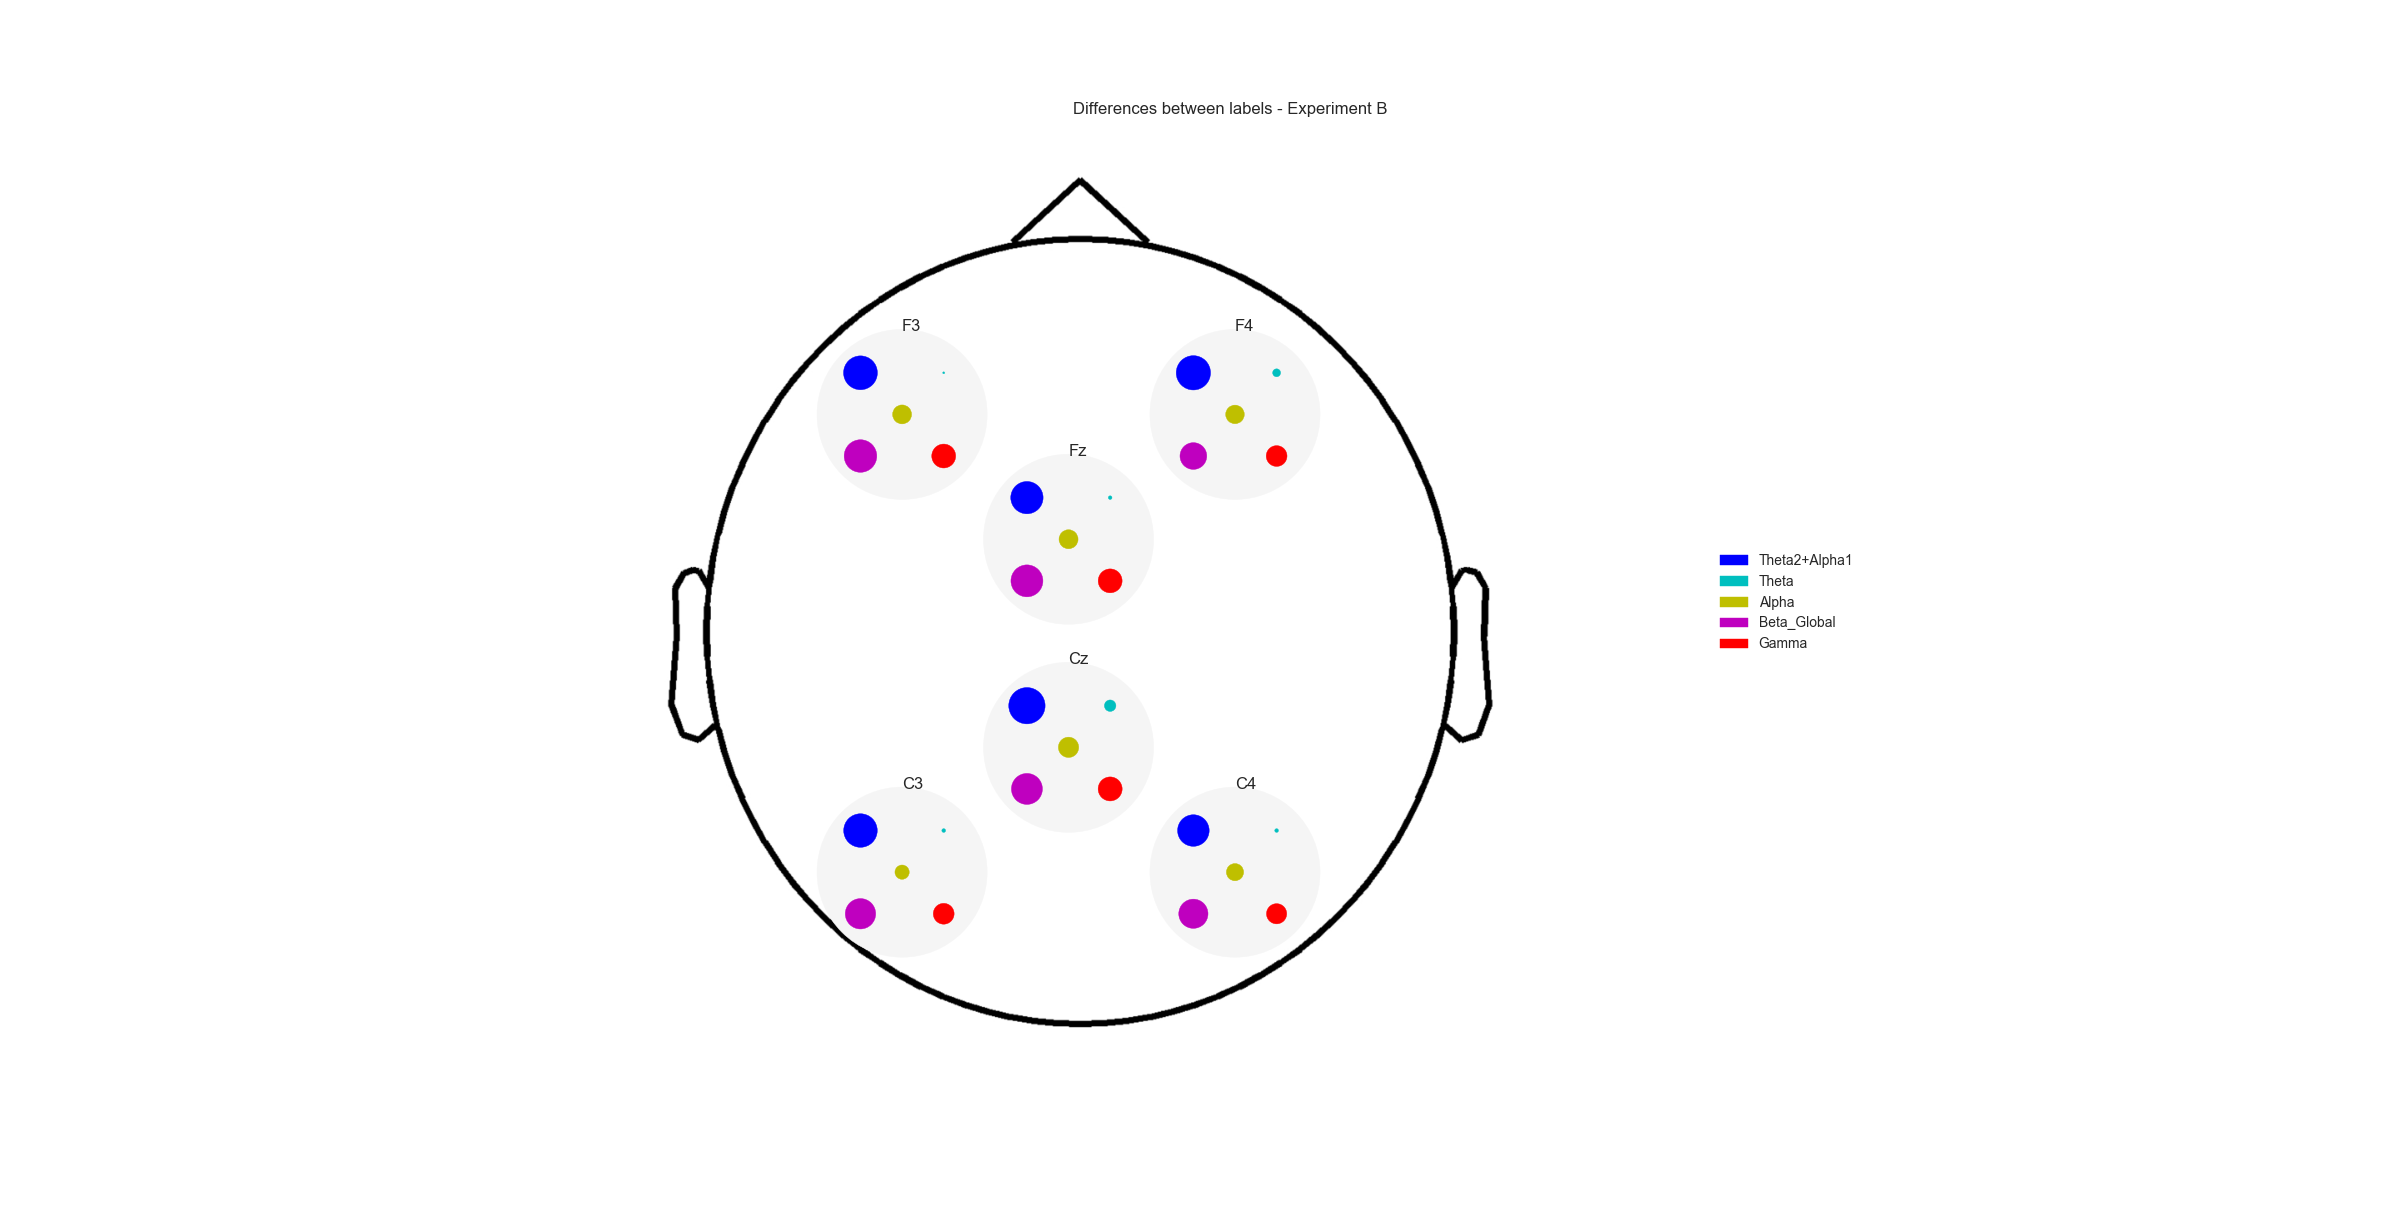 Differences between labels - Experiment B
F3
F4
Fz
Cz
C3
C4
Theta2+Alpha1
Theta
Alpha
Beta_Global
Gamma